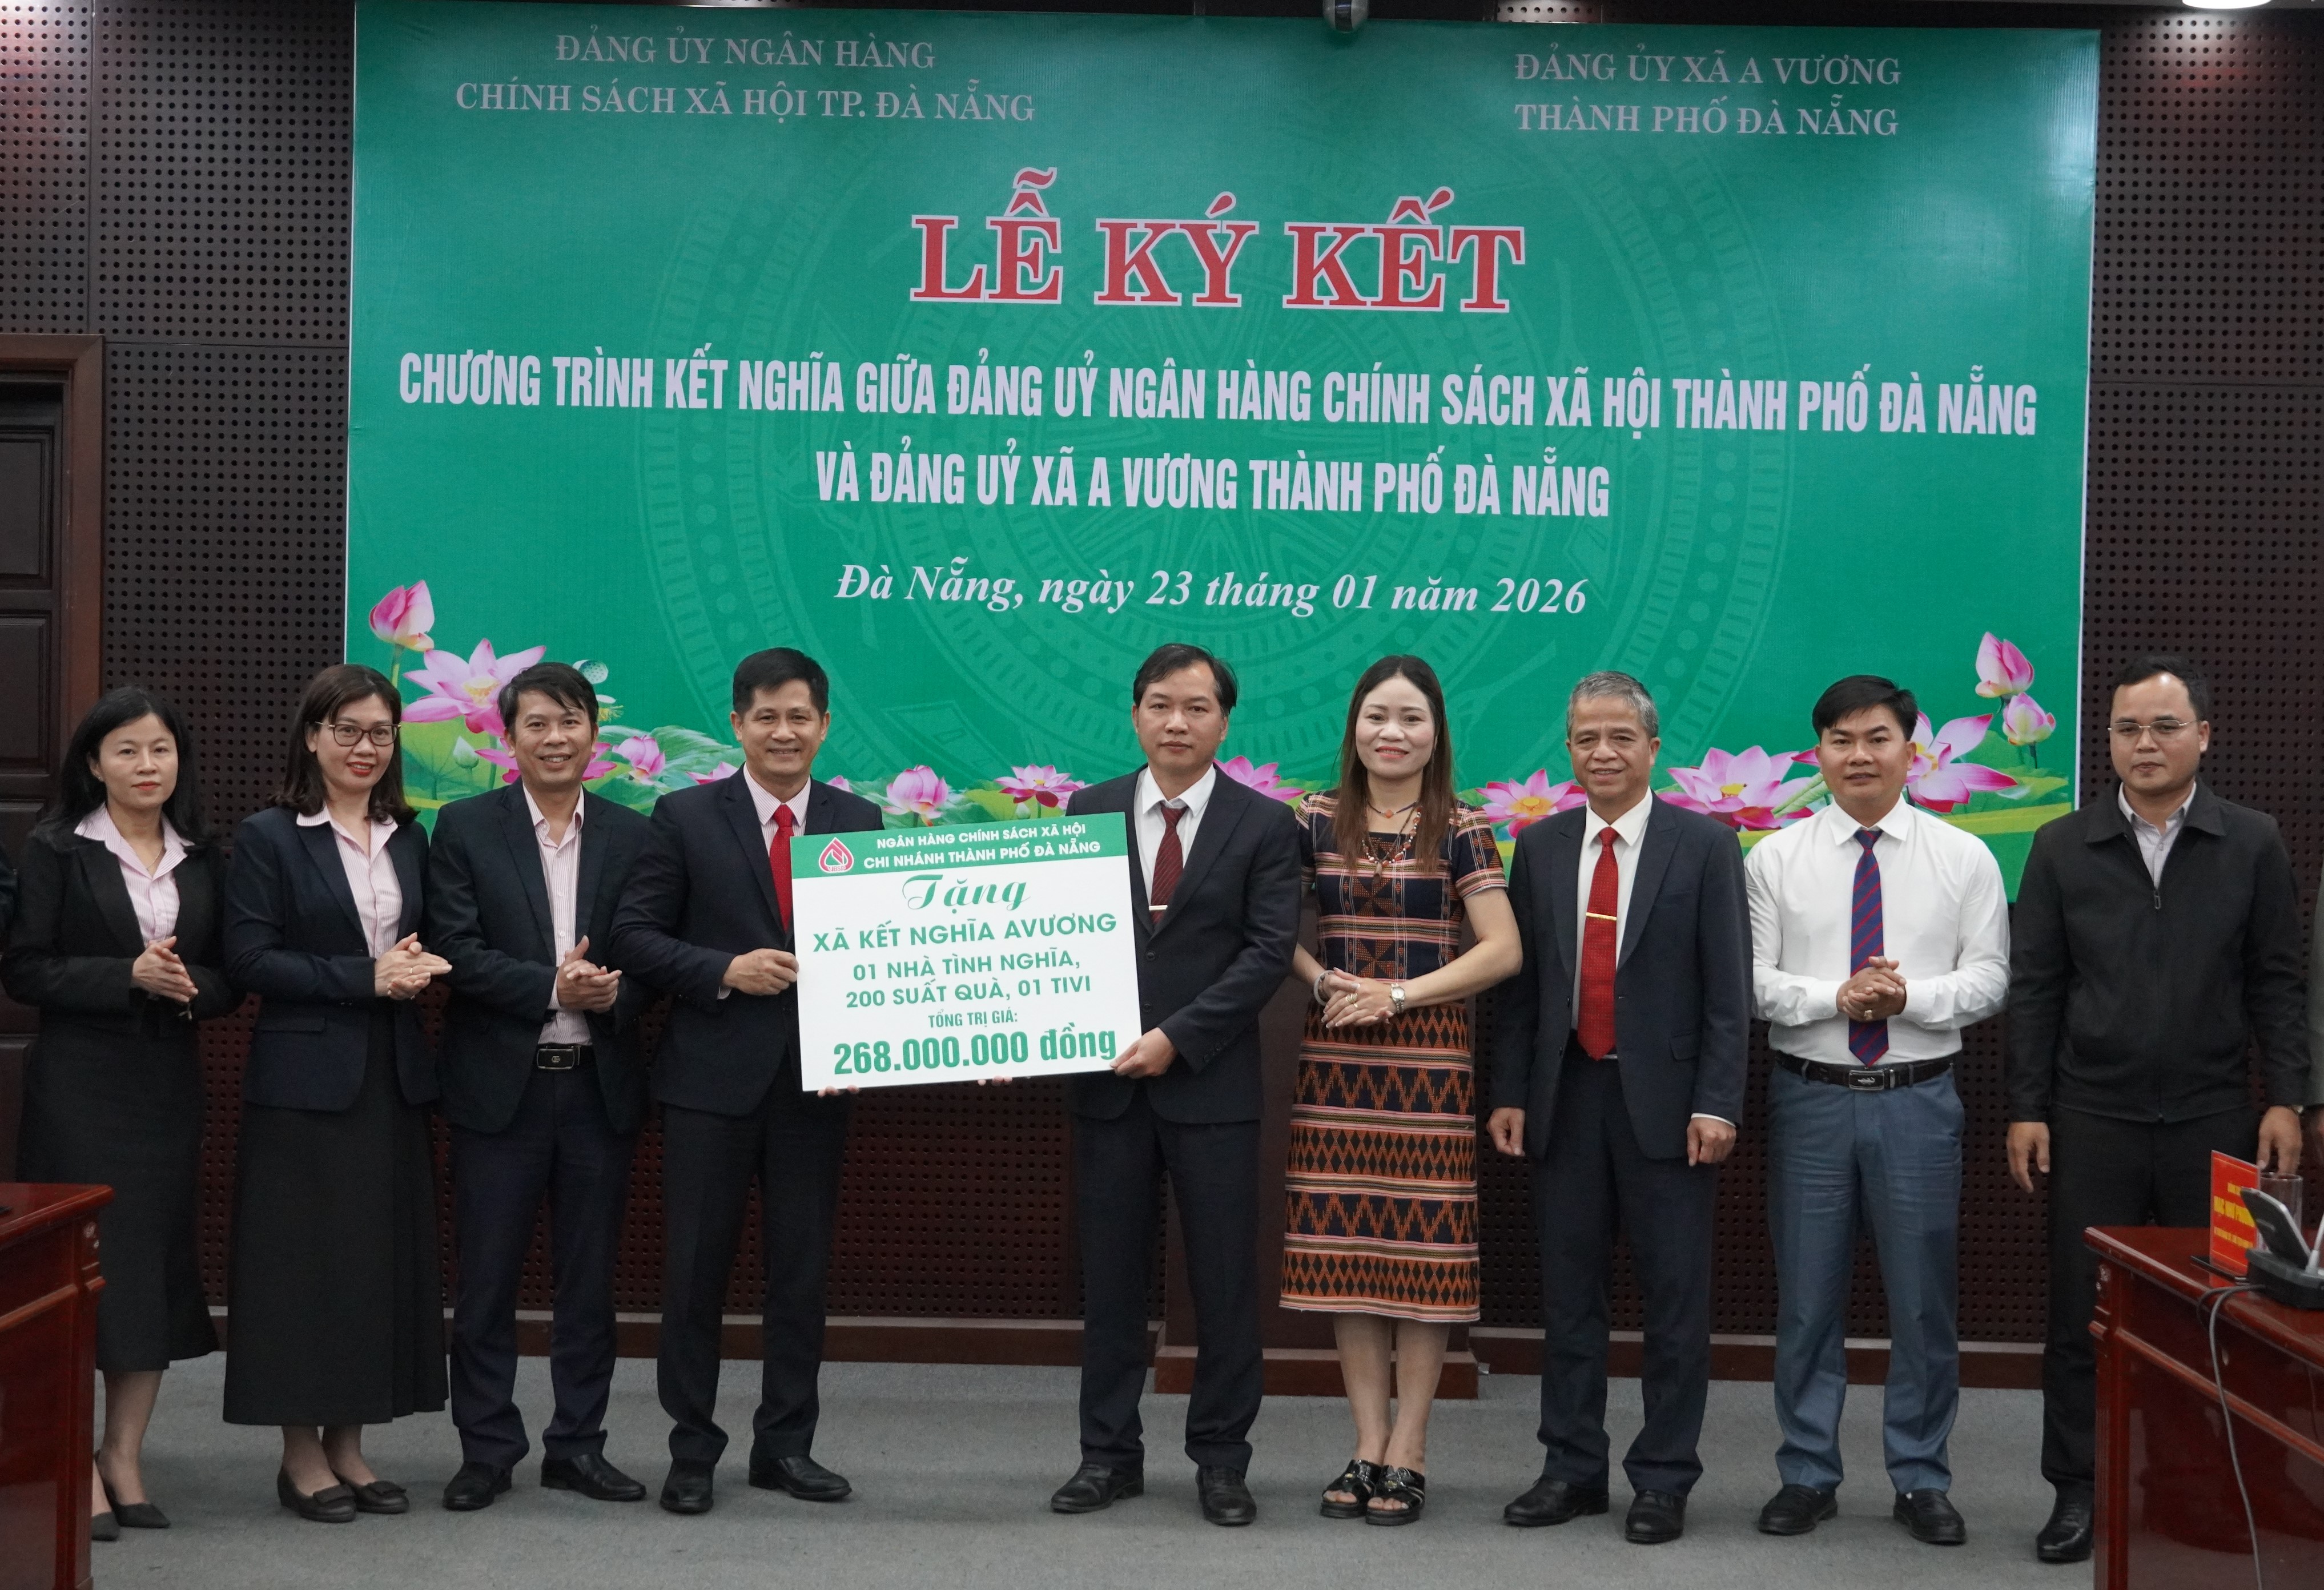 ĐẢNG ỦY NGÂN HÀNG
CHÍNH SÁCH XÃ HỘI TP. ĐÀ NẴNG
ĐẢNG ỦY XÃ A VƯƠNG
THÀNH PHỐ ĐÀ NẴNG
LỄ KÝ KẾT
CHƯƠNG TRÌNH KẾT NGHĨA GIỮA ĐẢNG UỶ NGÂN HÀNG CHÍNH SÁCH XÃ HỘI THÀNH PHỐ ĐÀ NẴNG
VÀ ĐẢNG UỶ XÃ A VƯƠNG THÀNH PHỐ ĐÀ NẴNG
Đà Nẵng, ngày 23 tháng 01 năm 2026
NGÂN HÀNG CHÍNH SÁCH XÃ HỘI
CHI NHÁNH THÀNH PHỐ ĐÀ NẴNG
Tặng
XÃ KẾT NGHĨA AVƯƠNG
01 NHÀ TÌNH NGHĨA,
200 SUẤT QUÀ, 01 TIVI
TỔNG TRỊ GIÁ:
268.000.000 đồng